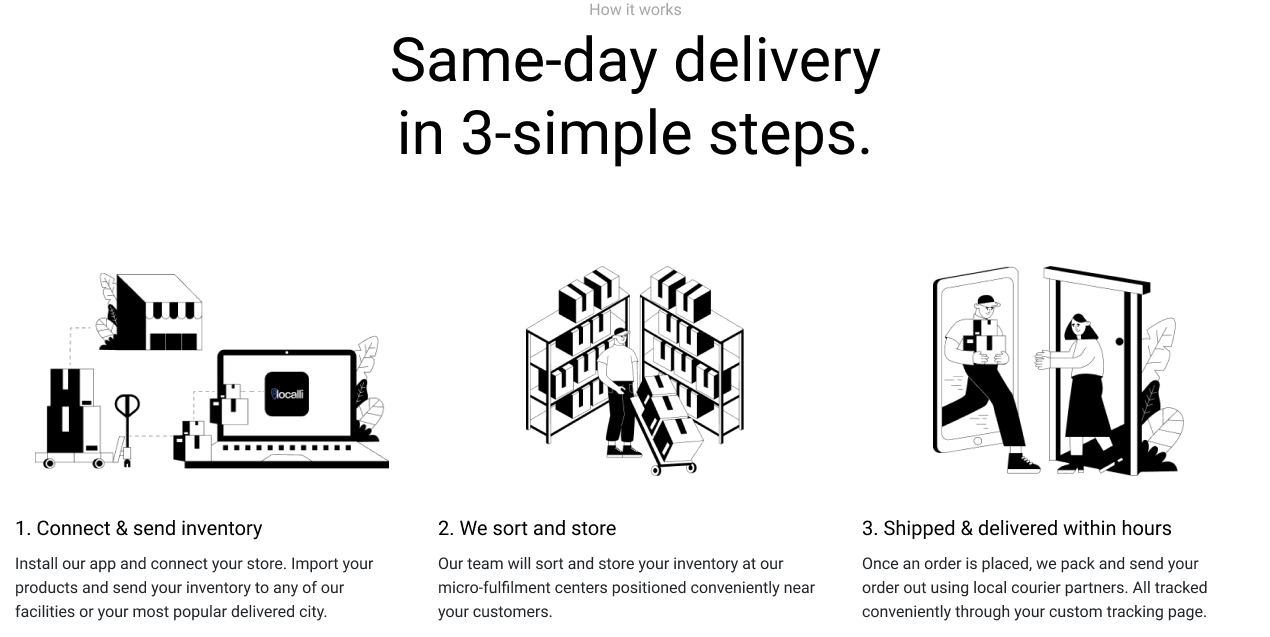 How it works
Same-day delivery
in 3-simple steps.
localli
1. Connect & send inventory
Install our app and connect your store. Import your
products and send your inventory to any of our
facilities or your most popular delivered city.
2. We sort and store
Our team will sort and store your inventory at our
micro-fulfilment centers positioned conveniently near
your customers.
3. Shipped & delivered within hours
Once an order is placed, we pack and send your
order out using local courier partners. All tracked
conveniently through your custom tracking page.